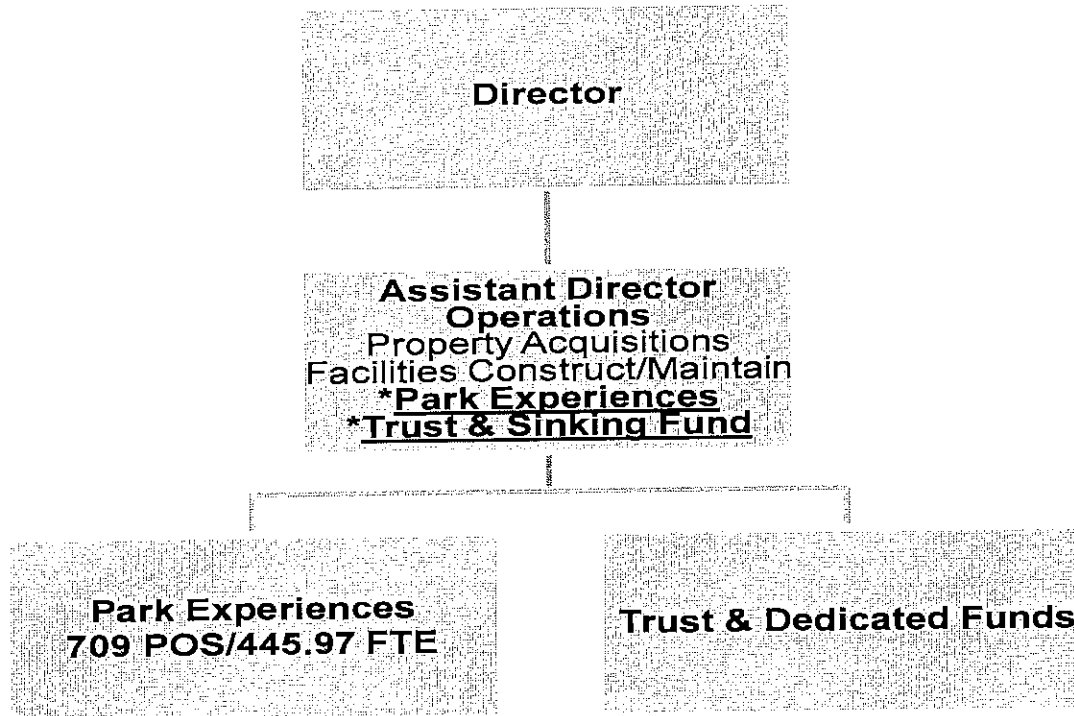 Director
Assistant Director
Operations
Property Acquisitions
Facilities Construct/Maintain
*Park Experiences
*Trust & Sinking Fund
Park Experiences
709 POS/445.97 FTE
Trust & Dedicated Funds